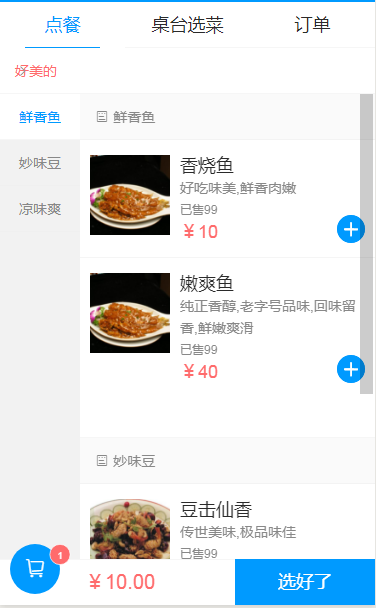 点餐 桌台选菜 订单
好美的
鲜香鱼
妙味豆
凉味爽
鲜香鱼
香烧鱼
好吃味美,鲜香肉嫩
已售99
￥10
嫩爽鱼
纯正香醇,老字号品味,回味留
香,鲜嫩爽滑
已售99
￥40
妙味豆
豆击仙香
传世美味,极品味佳
已售99
1
￥10.00
选好了